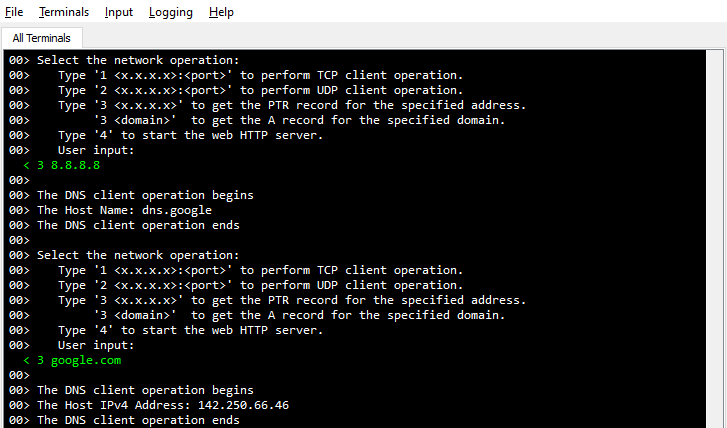 File Terminals Input Logging Help
All Terminals
00> Select the network operation:
00>    Type '1 <x.x.x.x>:<port>' to perform TCP client operation.
00>    Type '2 <x.x.x.x>:<port>' to perform UDP client operation.
00>    Type '3 <x.x.x.x>' to get the PTR record for the specified address.
00>         '3 <domain>'  to get the A record for the specified domain.
00>    Type '4' to start the web HTTP server.
00>    User input:
< 3 8.8.8.8
00>
00> The DNS client operation begins
00> The Host Name: dns.google
00> The DNS client operation ends
00>
00> Select the network operation:
00>    Type '1 <x.x.x.x>:<port>' to perform TCP client operation.
00>    Type '2 <x.x.x.x>:<port>' to perform UDP client operation.
00>    Type '3 <x.x.x.x>' to get the PTR record for the specified address.
00>         '3 <domain>'  to get the A record for the specified domain.
00>    Type '4' to start the web HTTP server.
00>    User input:
< 3 google.com
00>
00> The DNS client operation begins
00> The Host IPv4 Address: 142.250.66.46
00> The DNS client operation ends